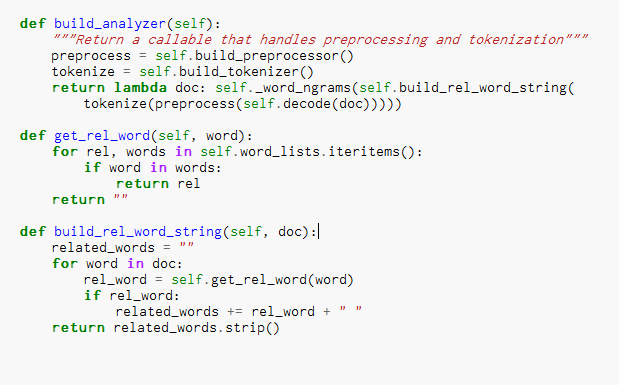 def build_analyzer(self):
    """Return a callable that handles preprocessing and tokenization"""
    preprocess = self.build_preprocessor()
    tokenize = self.build_tokenizer()
    return lambda doc: self._word_ngrams(self.build_rel_word_string(
        tokenize(preprocess(self.decode(doc)))))
def get_rel_word(self, word):
    for rel, words in self.word_lists.iteritems():
        if word in words:
            return rel
    return ""
def build_rel_word_string(self, doc):
    related_words = ""
    for word in doc:
        rel_word = self.get_rel_word(word)
        if rel_word:
            related_words += rel_word + " "
    return related_words.strip()